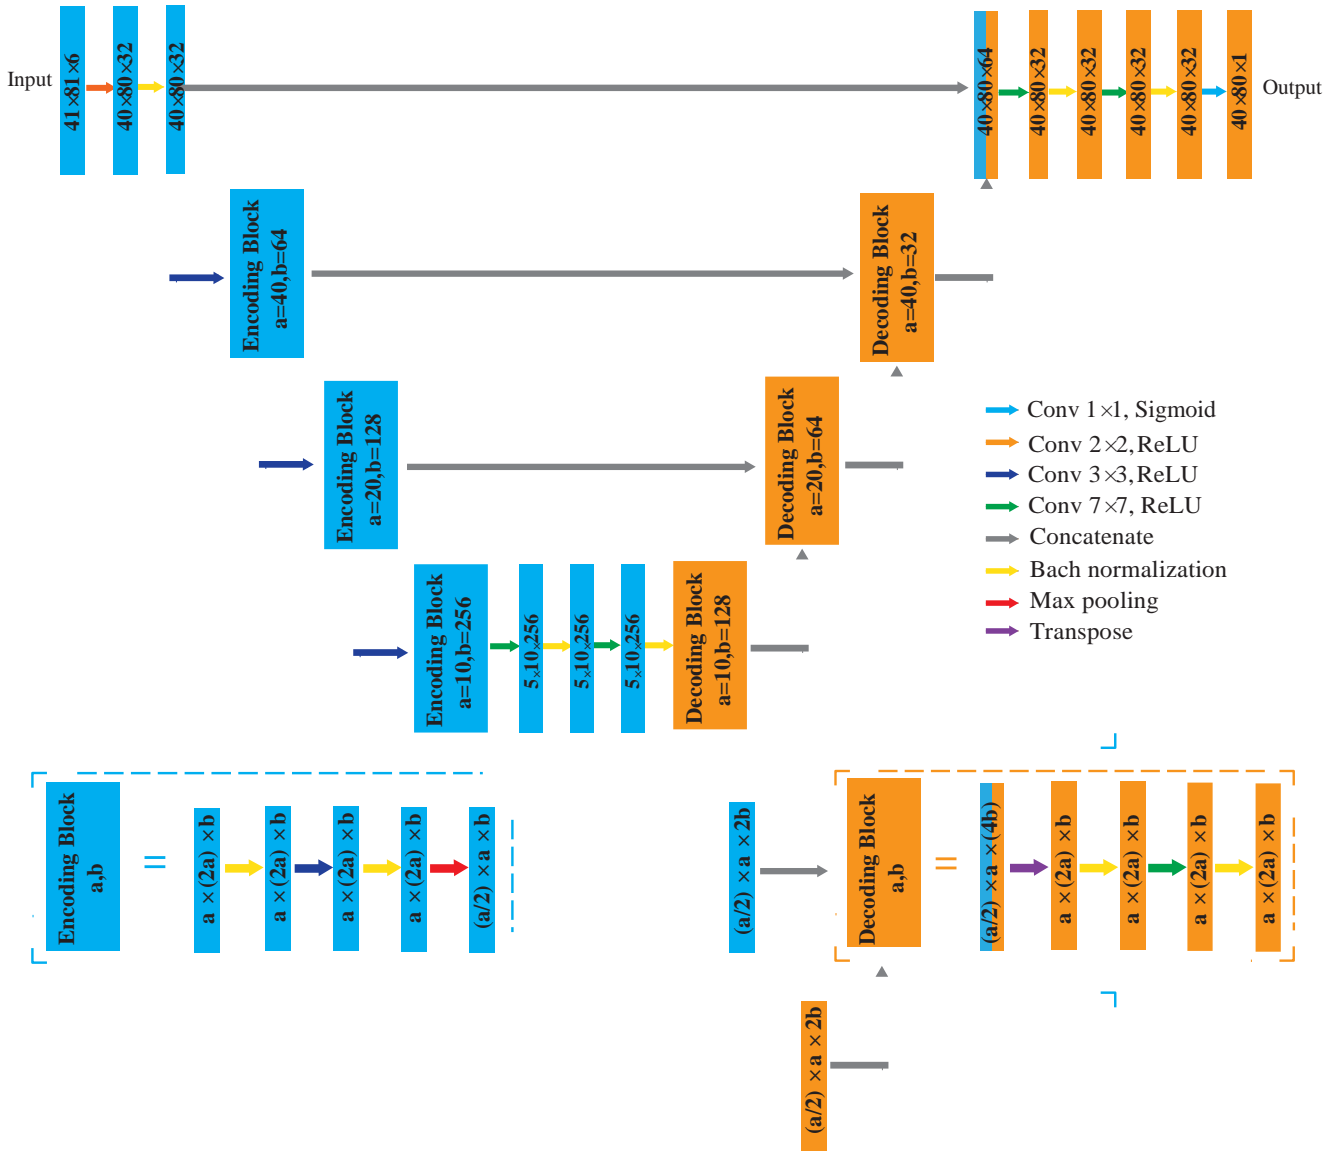 Input
41×81×6
40×80×32
40×80×32
40×80×64
40×80×32
40×80×32
40×80×32
40×80×32
40×80×1
Output
Encoding Block
a=40,b=64
Decoding Block
a=40,b=32
Encoding Block
a=20,b=128
Decoding Block
a=20,b=64
Encoding Block
a=10,b=256
5×10×256
5×10×256
5×10×256
Decoding Block
a=10,b=128
Conv 1×1, Sigmoid
Conv 2×2, ReLU
Conv 3×3, ReLU
Conv 7×7, ReLU
Concatenate
Bach normalization
Max pooling
Transpose
Encoding Block
a,b
=
a ×(2a) × b
a ×(2a) × b
a ×(2a) × b
a ×(2a) × b
(a/2) × a × b
(a/2) × a × 2b
Decoding Block
a,b
=
(a/2) × a × (4b)
a ×(2a) × b
a ×(2a) × b
a ×(2a) × b
a ×(2a) × b
(a/2) × a × 2b